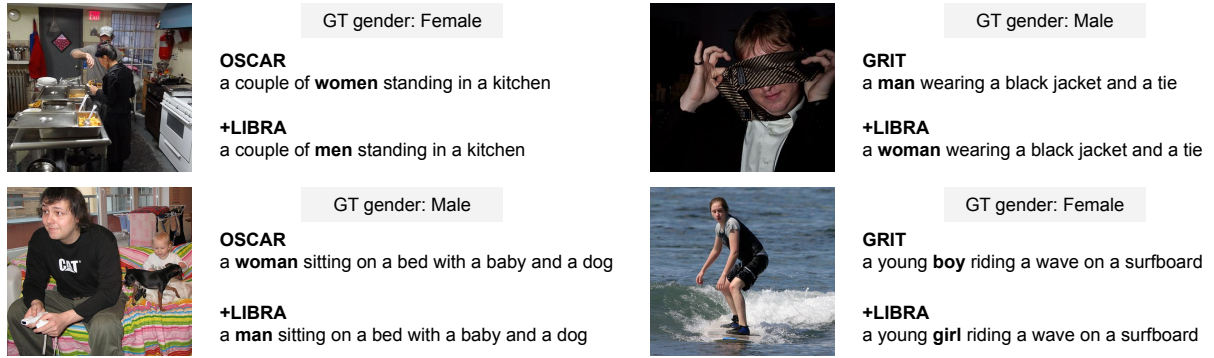 GT gender: Female
OSCAR
a couple of women standing in a kitchen
+LIBRA
a couple of men standing in a kitchen
GT gender: Male
GRIT
a man wearing a black jacket and a tie
+LIBRA
a woman wearing a black jacket and a tie
GT gender: Male
OSCAR
a woman sitting on a bed with a baby and a dog
+LIBRA
a man sitting on a bed with a baby and a dog
CAT
GT gender: Female
GRIT
a young boy riding a wave on a surfboard
+LIBRA
a young girl riding a wave on a surfboard